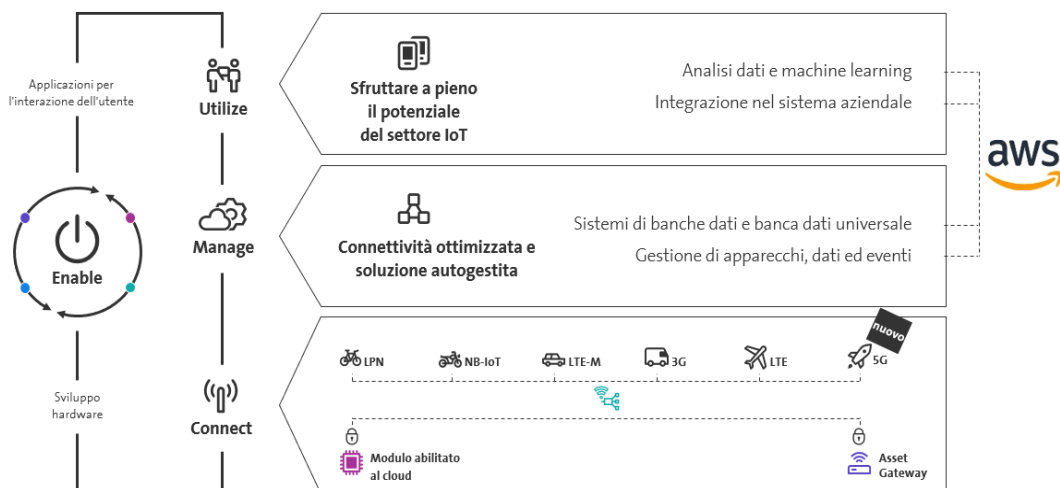 Applicazioni per
l'interazione dell'utente
Utilize
Sfruttare a pieno
il potenziale
del settore IoT
Analisi dati e machine learning
Integrazione nel sistema aziendale
aws
Enable
Manage
Connettività ottimizzata e
soluzione autogestita
Sistemi di banche dati e banca dati universale
Gestione di apparecchi, dati ed eventi
nuovo
LPN
NB-IoT
LTE-M
3G
LTE
5G
Sviluppo
hardware
Connect
Modulo abilitato
al cloud
Asset
Gateway